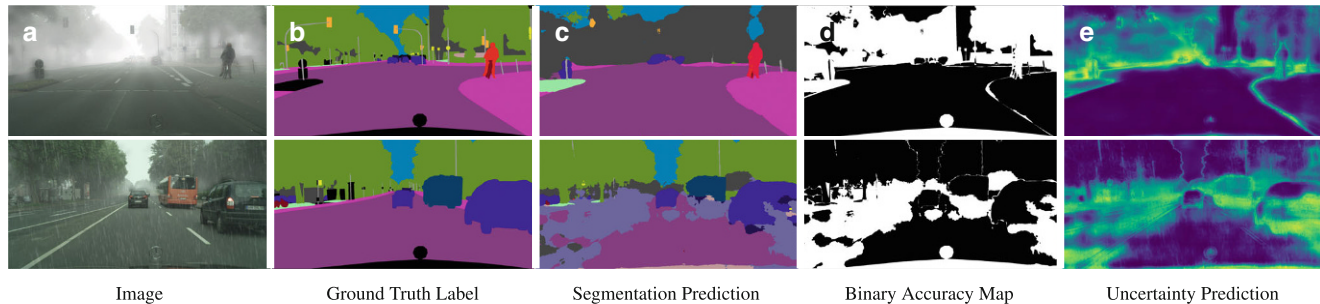 a b c d e
Image Ground Truth Label Segmentation Prediction Binary Accuracy Map Uncertainty Prediction